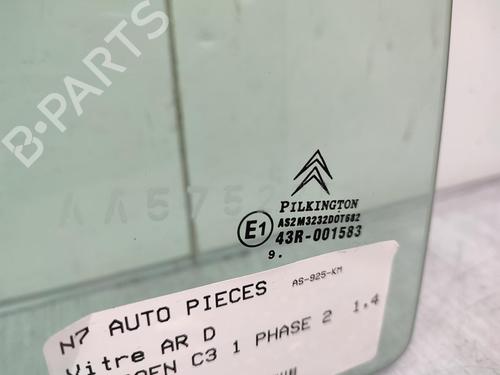 B-PARTS
AA575
PILKINGTON
AS2M3232DOT682
E1 43R-001583
9.
N7 AUTO PIECES AS-925-KM
Vitre AR D
C3 1 PHASE 2 1.4